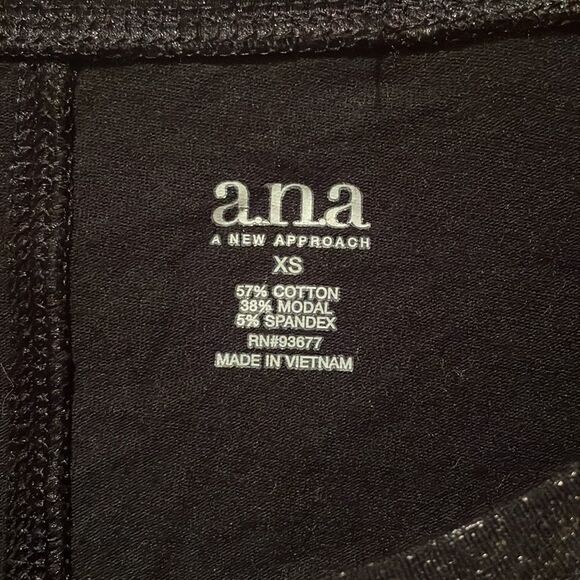 a.n.a
A NEW APPROACH
XS
57% COTTON
38% MODAL
5% SPANDEX
RN#93677
MADE IN VIETNAM